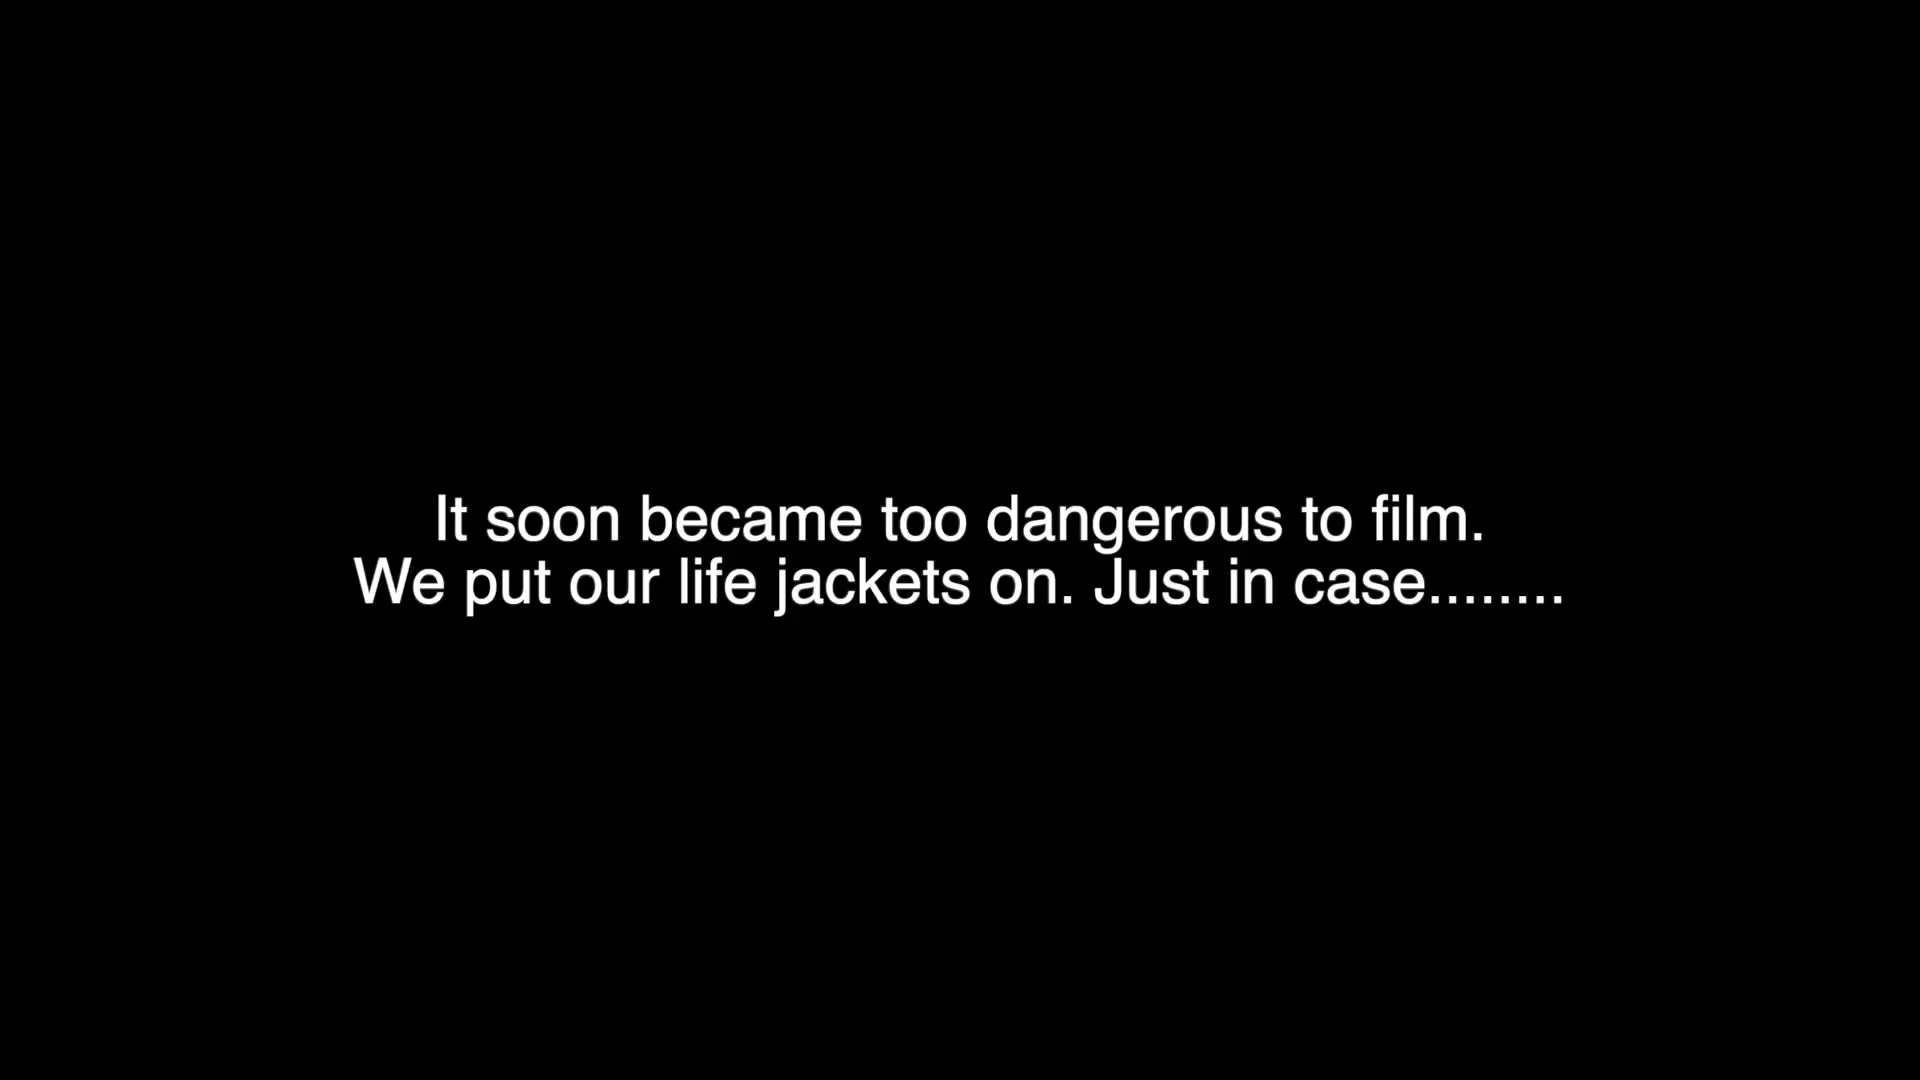 It soon became too dangerous to film.
We put our life jackets on. Just in case........